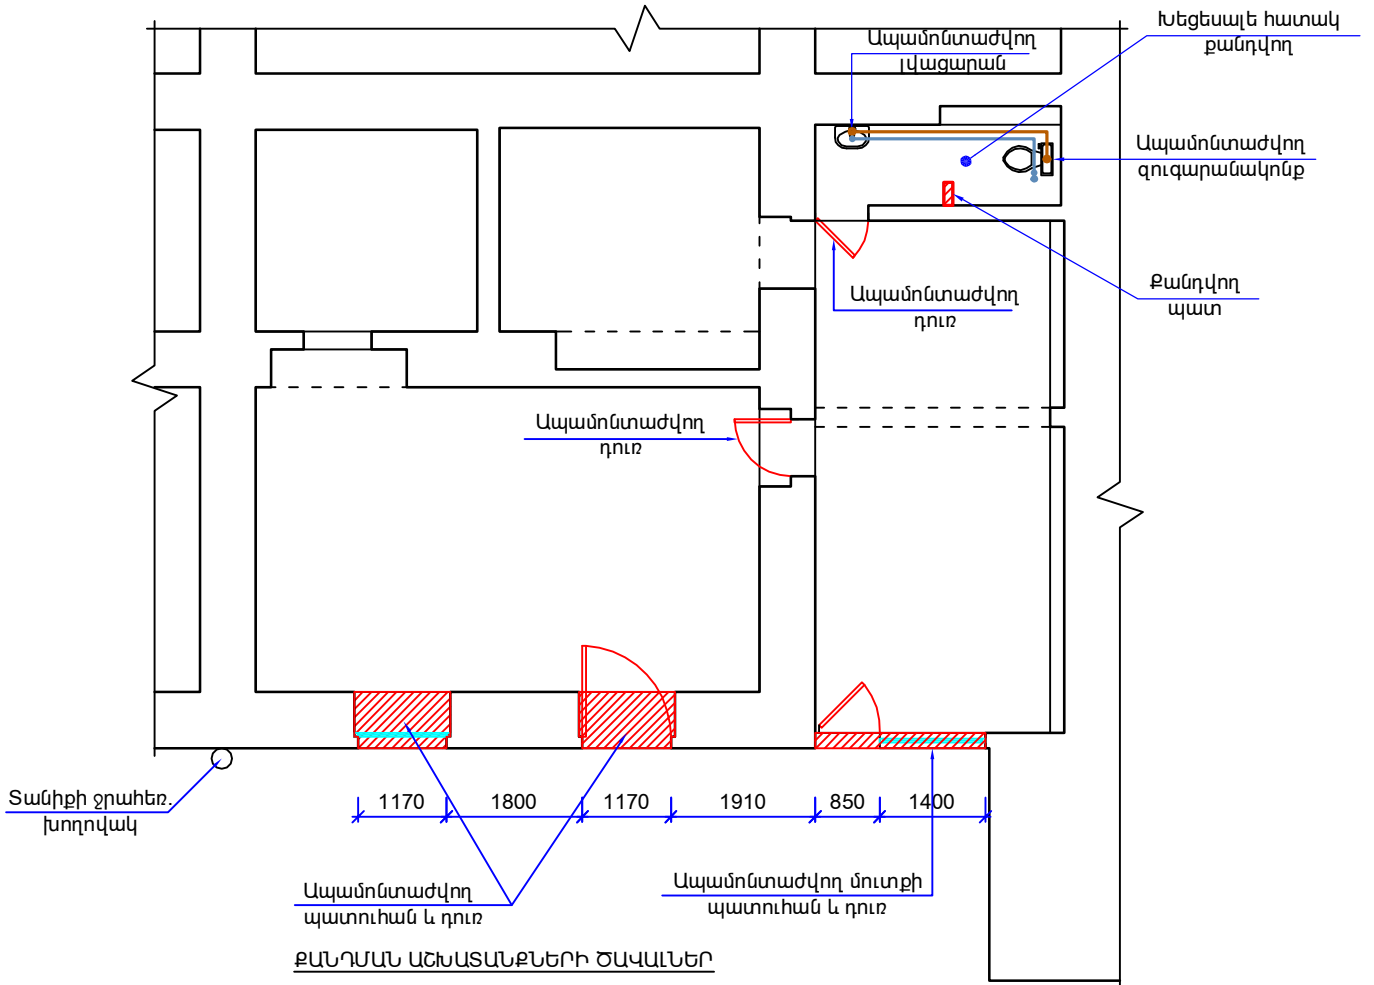 Խեցեսալե հատակ
քանդվող
Ապամոնտաժվող
լվացարան
Ապամոնտաժվող
զուգարանակոնք
Քանդվող
պատ
Ապամոնտաժվող
դուռ
Ապամոնտաժվող
դուռ
Տանիքի ջրահեռ.
խողովակ
1170 1800 1170 1910 850 1400
Ապամոնտաժվող
պատուհան և դուռ
Ապամոնտաժվող մուտքի
պատուհան և դուռ
ՔԱՆԴՄԱՆ ԱՇԽԱՏԱՆՔՆԵՐԻ ԾԱՎԱԼՆԵՐ